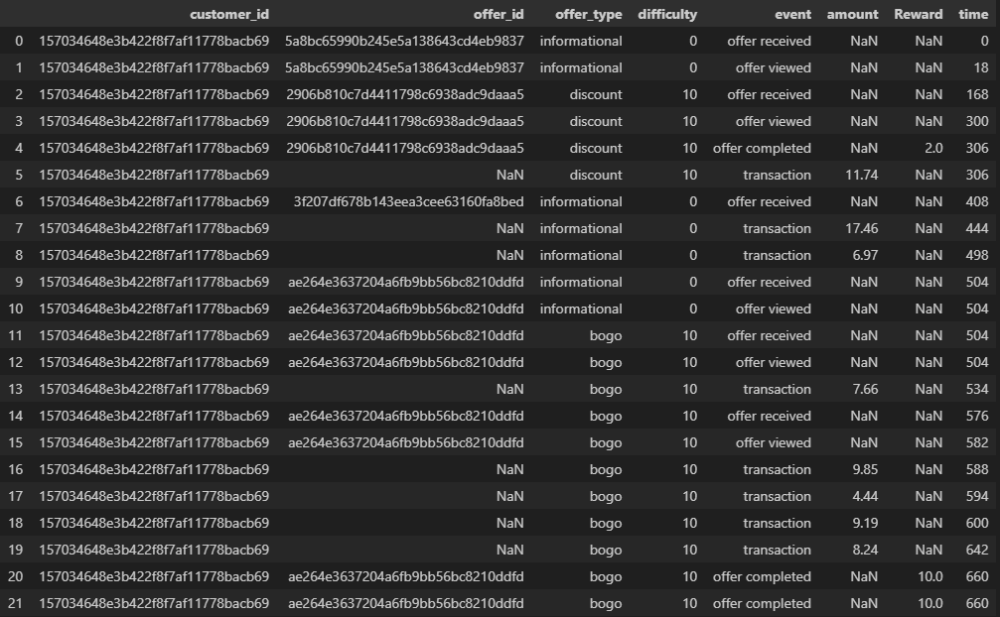 customer_id offer_id offer_type difficulty event amount Reward time
0 157034648e3b422f8f7af11778bacb69 5a8bc65990b245e5a138643cd4eb9837 informational 0 offer received NaN NaN 0
1 157034648e3b422f8f7af11778bacb69 5a8bc65990b245e5a138643cd4eb9837 informational 0 offer viewed NaN NaN 18
2 157034648e3b422f8f7af11778bacb69 2906b810c7d4411798c6938adc9daaa5 discount 10 offer received NaN NaN 168
3 157034648e3b422f8f7af11778bacb69 2906b810c7d4411798c6938adc9daaa5 discount 10 offer viewed NaN NaN 300
4 157034648e3b422f8f7af11778bacb69 2906b810c7d4411798c6938adc9daaa5 discount 10 offer completed NaN 2.0 306
5 157034648e3b422f8f7af11778bacb69 NaN discount 10 transaction 11.74 NaN 306
6 157034648e3b422f8f7af11778bacb69 3f207df678b143eea3cee63160fa8bed informational 0 offer received NaN NaN 408
7 157034648e3b422f8f7af11778bacb69 NaN informational 0 transaction 17.46 NaN 444
8 157034648e3b422f8f7af11778bacb69 NaN informational 0 transaction 6.97 NaN 498
9 157034648e3b422f8f7af11778bacb69 ae264e3637204a6fb9bb56bc8210ddfd informational 0 offer received NaN NaN 504
10 157034648e3b422f8f7af11778bacb69 ae264e3637204a6fb9bb56bc8210ddfd informational 0 offer viewed NaN NaN 504
11 157034648e3b422f8f7af11778bacb69 ae264e3637204a6fb9bb56bc8210ddfd bogo 10 offer received NaN NaN 504
12 157034648e3b422f8f7af11778bacb69 ae264e3637204a6fb9bb56bc8210ddfd bogo 10 offer viewed NaN NaN 504
13 157034648e3b422f8f7af11778bacb69 NaN bogo 10 transaction 7.66 NaN 534
14 157034648e3b422f8f7af11778bacb69 ae264e3637204a6fb9bb56bc8210ddfd bogo 10 offer received NaN NaN 576
15 157034648e3b422f8f7af11778bacb69 ae264e3637204a6fb9bb56bc8210ddfd bogo 10 offer viewed NaN NaN 582
16 157034648e3b422f8f7af11778bacb69 NaN bogo 10 transaction 9.85 NaN 588
17 157034648e3b422f8f7af11778bacb69 NaN bogo 10 transaction 4.44 NaN 594
18 157034648e3b422f8f7af11778bacb69 NaN bogo 10 transaction 9.19 NaN 600
19 157034648e3b422f8f7af11778bacb69 NaN bogo 10 transaction 8.24 NaN 642
20 157034648e3b422f8f7af11778bacb69 ae264e3637204a6fb9bb56bc8210ddfd bogo 10 offer completed NaN 10.0 660
21 157034648e3b422f8f7af11778bacb69 ae264e3637204a6fb9bb56bc8210ddfd bogo 10 offer completed NaN 10.0 660